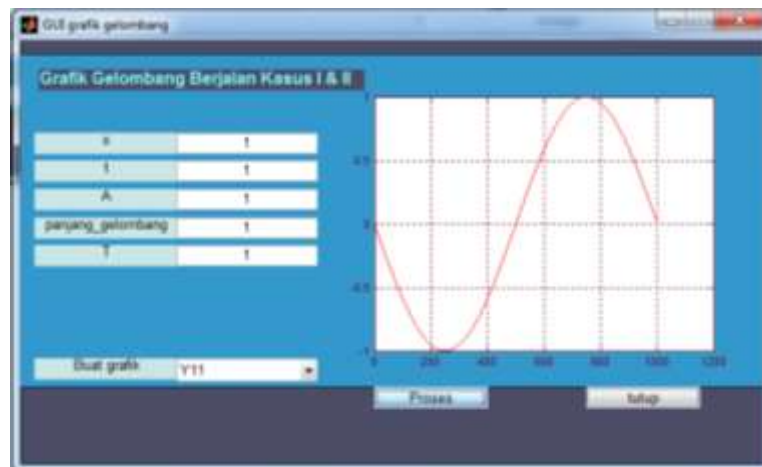 GUI grafik gelombang
Grafik Gelombang Berjalan Kasus I & II
1
t 1
A 1
panjang_gelombang 1
T 1
Buat grafik Y11
1
0.5
0
-0.5
-1
0 200 400 600 800 1000 1200
Proses tutup